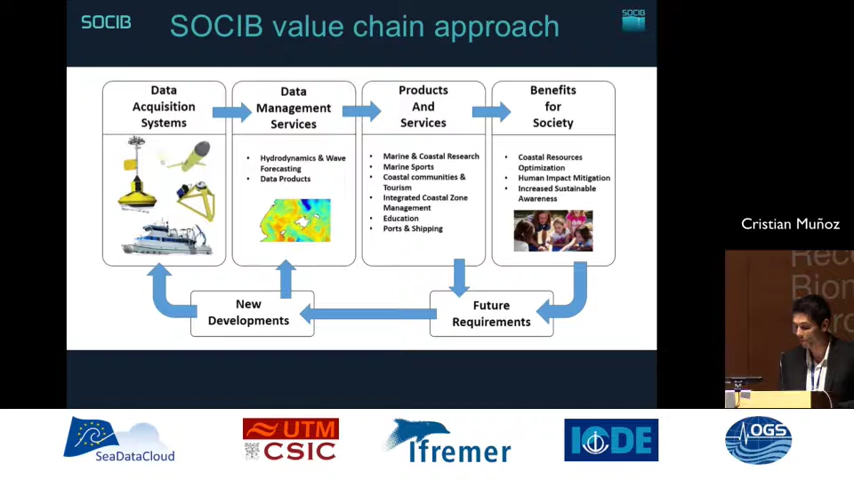 SOCIB
SOCIB value chain approach
SOCIB
Data
Acquisition
Systems
Data
Management
Services
Products
And
Services
Benefits
for
Society
• Hydrodynamics & Wave
Forecasting
• Data Products
• Marine & Coastal Research
• Marine Sports
• Coastal communities &
Tourism
• Integrated Coastal Zone
Management
• Education
• Ports & Shipping
• Coastal Resources
Optimization
• Human Impact Mitigation
• Increased Sustainable
Awareness
New
Developments
Future
Requirements
Cristian Muñoz
SeaDataCloud
UTM
CSIC
Ifremer
IODE
OGS